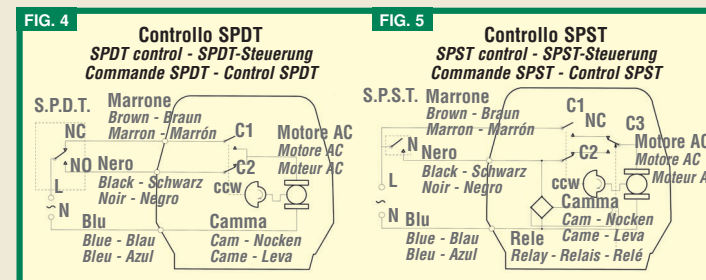 FIG. 4
Controllo SPDT
SPDT control - SPDT-Steuerung
Commande SPDT - Control SPDT
S.P.D.T.
Marrone
Brown - Braun
Marron - Marrón
NC
C1
Motore AC
Motore AC
Moteur AC
NO
Nero
Black - Schwarz
Noir - Negro
C2
ccw
L
N
Blu
Blue - Blau
Bleu - Azul
Camma
Cam - Nocken
Came - Leva
FIG. 5
Controllo SPST
SPST control - SPST-Steuerung
Commande SPST - Control SPST
S.P.S.T.
Marrone
Brown - Braun
Marron - Marrón
C1
NC
C3
Motore AC
Motore AC
Moteur A
N
Nero
Black - Schwarz
Noir - Negro
C2
ccw
L
N
Blu
Blue - Blau
Bleu - Azul
Camma
Cam - Nocken
Came - Leva
Rele
Relay - Relais - Relé